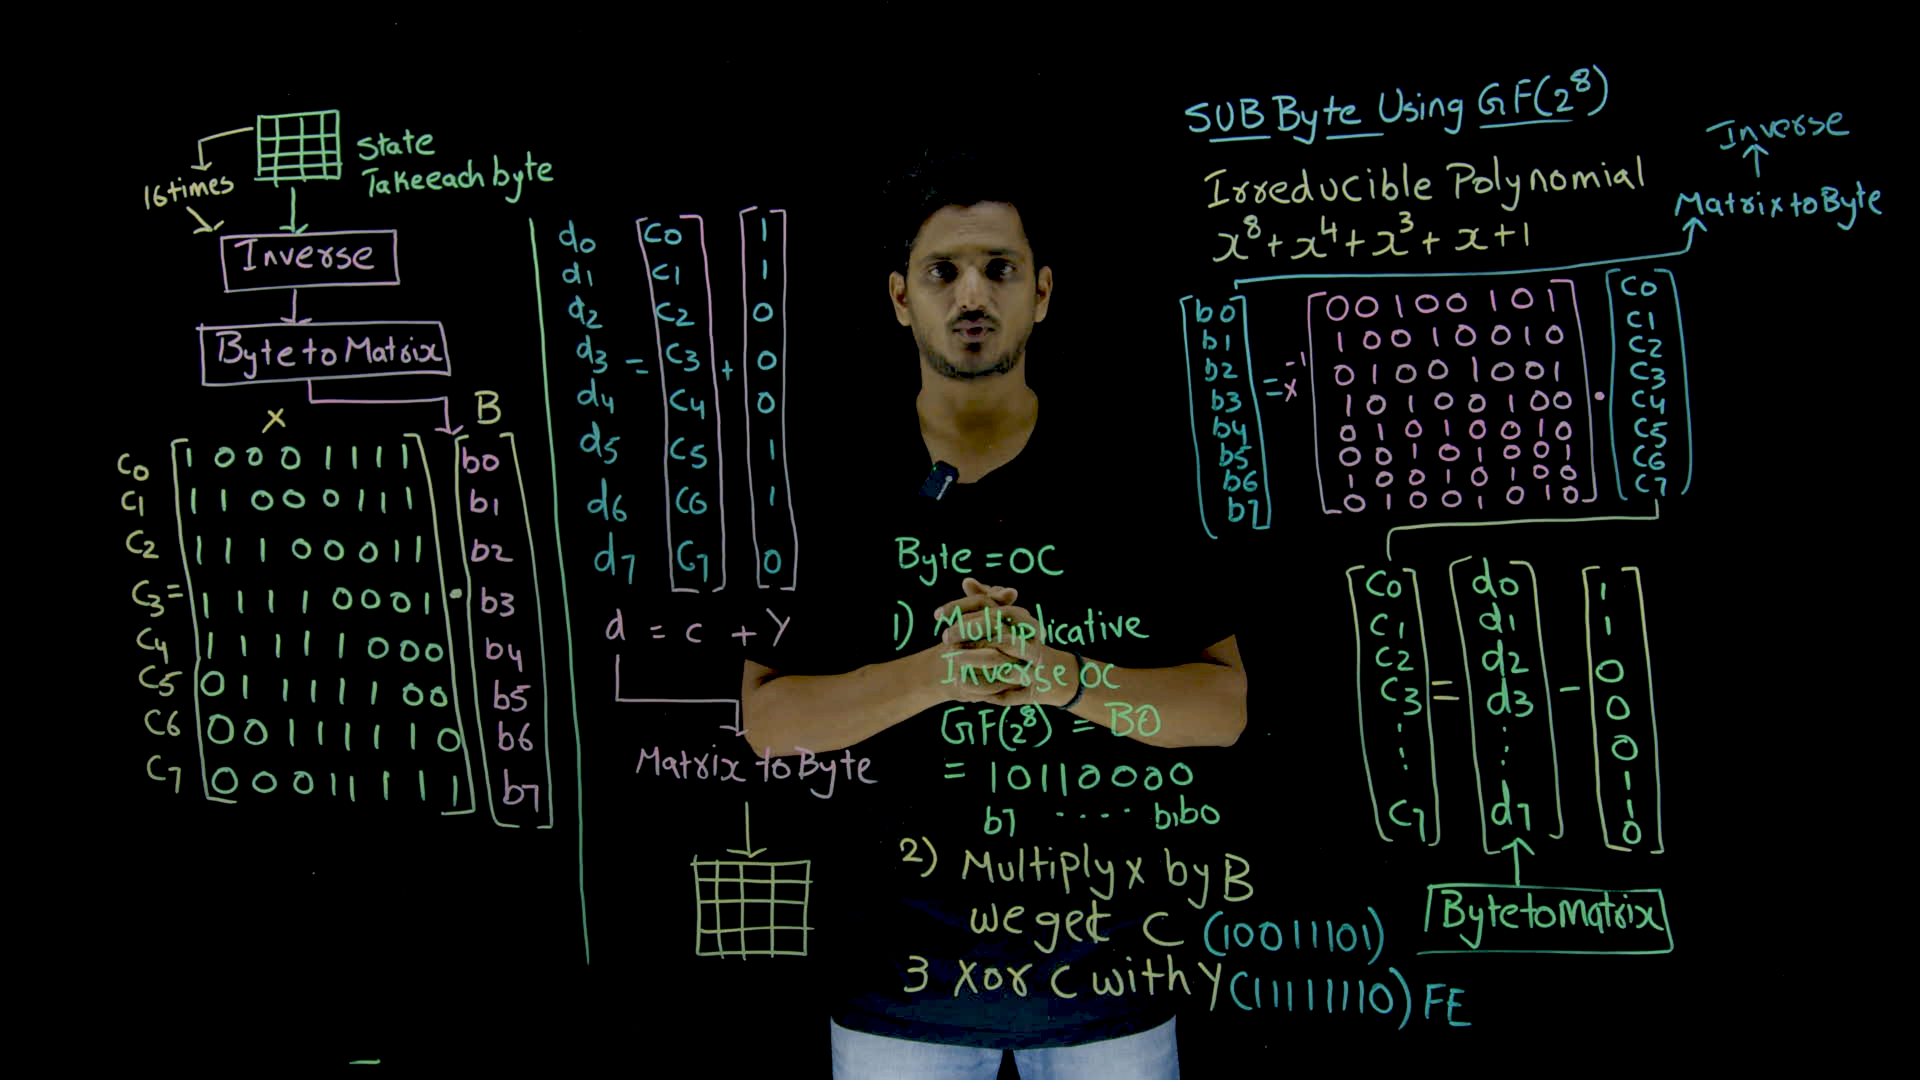 State
Take each byte
16 times
Inverse
Byte to Matrix
X
B
c0 1 0 0 0 1 1 1 1 b0
c1 1 1 0 0 0 1 1 1 b1
c2 1 1 1 0 0 0 1 1 b2
c3 = 1 1 1 1 0 0 0 1 . b3
c4 1 1 1 1 1 0 0 0 b4
c5 0 1 1 1 1 1 0 0 b5
c6 0 0 1 1 1 1 1 0 b6
c7 0 0 0 1 1 1 1 1 b7
d0 c0 1
d1 c1 1
d2 c2 0
d3 = c3 + 0
d4 c4 0
d5 c5 1
d6 c6 1
d7 c7 0
d = c + y
Matrix to Byte
Byte = 0C
1) Multiplicative
Inverse 0C
GF(2^8) = B0
= 10110000
b7 ..... b1b0
2) Multiply x by B
we get C (10011101)
3 Xor C with Y (11111110) FE
SUB Byte Using GF(2^8)
Irreducible Polynomial
x^8 + x^4 + x^3 + x + 1
Inverse
Matrix to Byte
b0 0 0 1 0 0 1 0 1 c0
b1 1 0 0 1 0 0 1 0 c1
b2 = x^-1 0 1 0 0 1 0 0 1 c2
b3 1 0 1 0 0 1 0 0 . c3
b4 0 1 0 1 0 0 1 0 c4
b5 0 0 1 0 1 0 0 1 c5
b6 1 0 0 1 0 1 0 0 c6
b7 0 1 0 0 1 0 1 0 c7
c0 d0 1
c1 d1 1
c2 d2 0
c3 = d3 - 0
⋮ ⋮ 0
⋮ ⋮ 1
1
c7 d7 0
Byte to Matrix